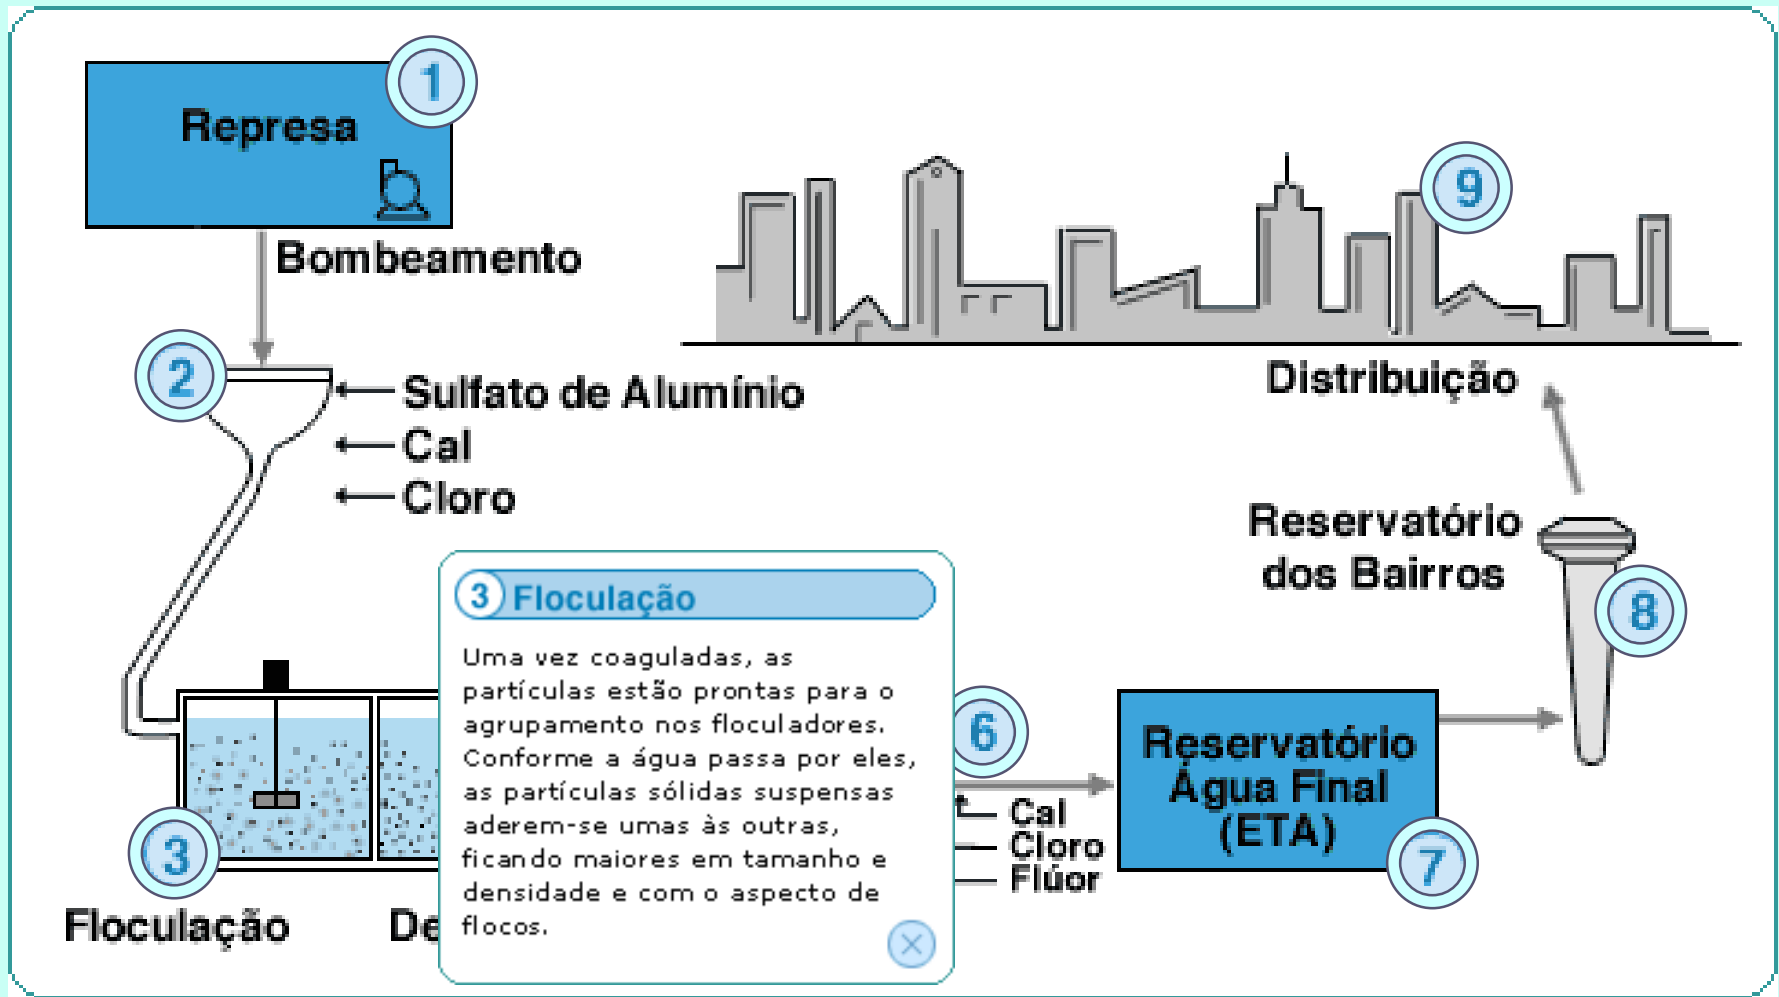 1
Represa
Bombeamento
2
Sulfato de Alumínio
Cal
Cloro
9
Distribuição
Reservatório
dos Bairros
8
3 Floculação
Uma vez coaguladas, as
partículas estão prontas para o
agrupamento nos floculadores.
Conforme a água passa por eles,
as partículas sólidas suspensas
aderem-se umas às outras,
ficando maiores em tamanho e
densidade e com o aspecto de
flocos.
3
Floculação
De
6
Cal
Cloro
Flúor
Reservatório
Água Final
(ETA)
7